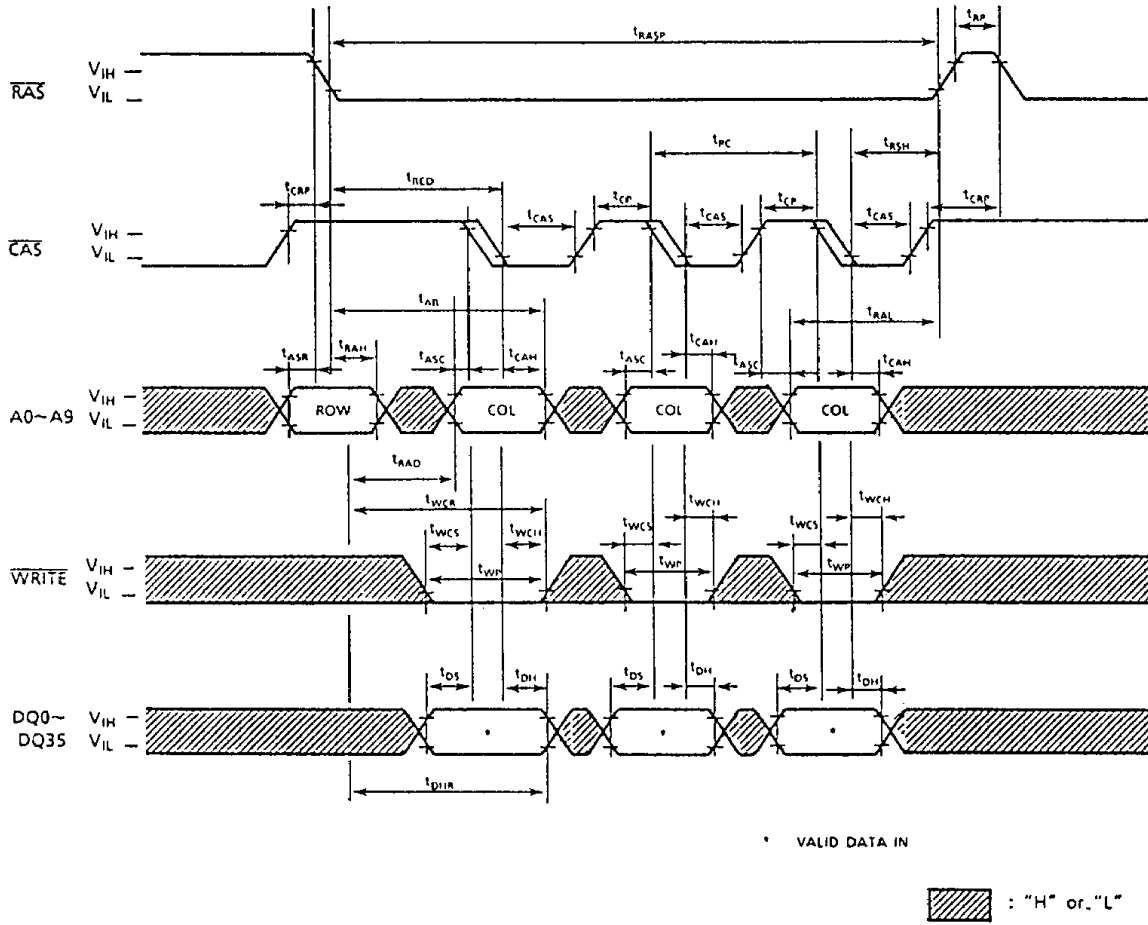 tRP
tRASP
RAS
VIH
VIL
tPC
tRSH
tCRP
tRCD
tCP
tCP
tCRP
tCAS
tCAS
tCAS
CAS
VIH
VIL
tAR
tRAL
tASR
tRAH
tASC
tCAH
tASC
tCAH
tASC
tCAH
A0~A9
VIH
VIL
ROW
COL
COL
COL
tRAD
tWCR
tWCH
tWCH
tWCS
tWCH
tWCS
tWCS
tWP
tWP
tWP
WRITE
VIH
VIL
tDS
tDH
tDS
tDH
tDS
tDH
DQ0~
DQ35
VIH
VIL
*
*
*
tDHR
* VALID DATA IN
: "H" or "L"